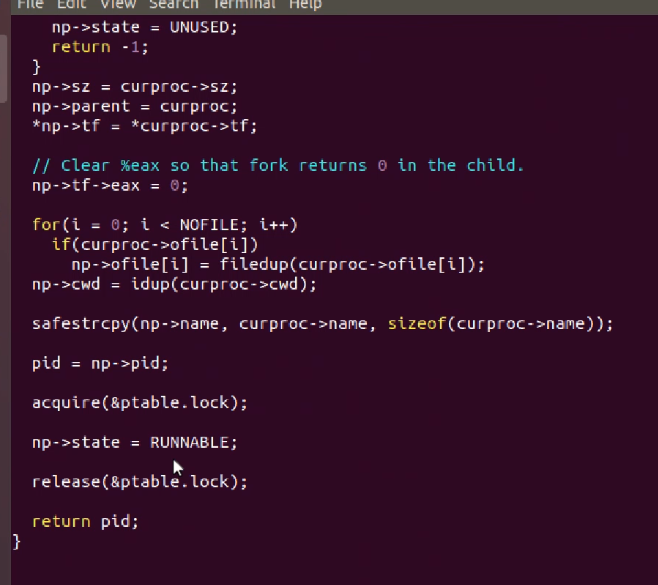 File Edit View Search Terminal Help
    np->state = UNUSED;
    return -1;
  }
  np->sz = curproc->sz;
  np->parent = curproc;
  *np->tf = *curproc->tf;

  // Clear %eax so that fork returns 0 in the child.
  np->tf->eax = 0;

  for(i = 0; i < NOFILE; i++)
    if(curproc->ofile[i])
      np->ofile[i] = filedup(curproc->ofile[i]);
  np->cwd = idup(curproc->cwd);

  safestrcpy(np->name, curproc->name, sizeof(curproc->name));

  pid = np->pid;

  acquire(&ptable.lock);

  np->state = RUNNABLE;

  release(&ptable.lock);

  return pid;
}